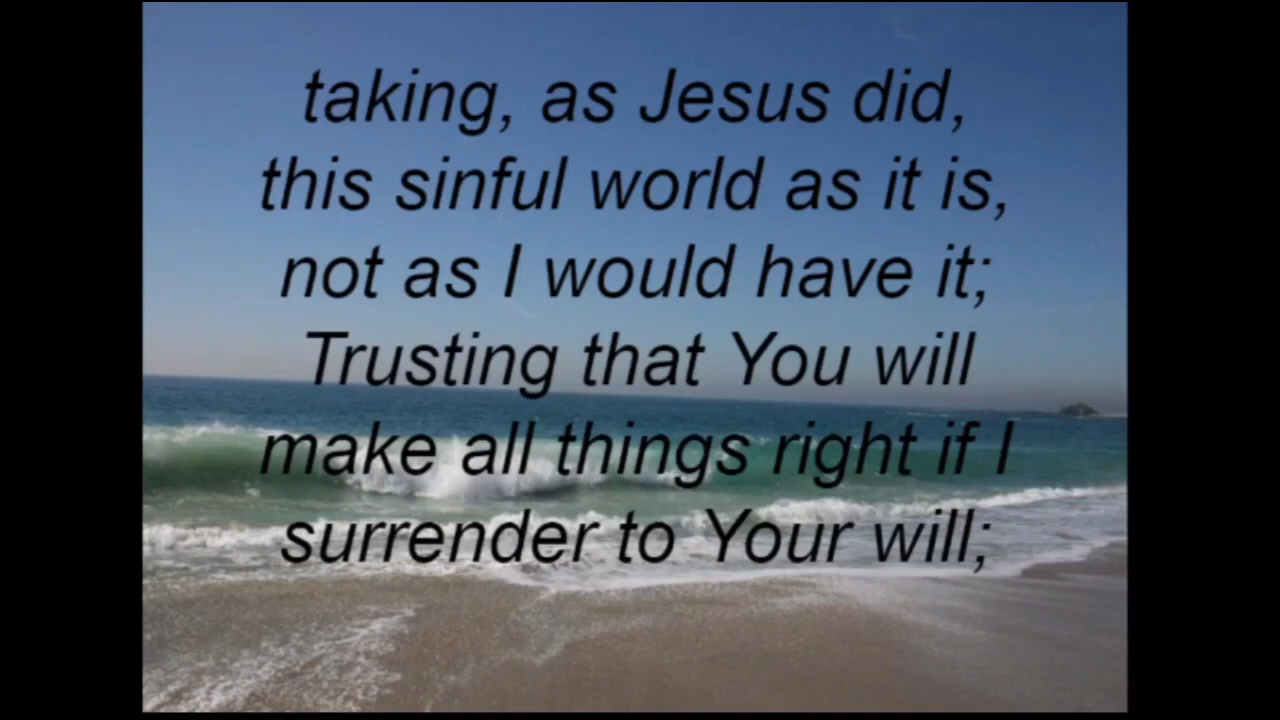 taking, as Jesus did,
this sinful world as it is,
not as I would have it;
Trusting that You will
make all things right if I
surrender to Your will;